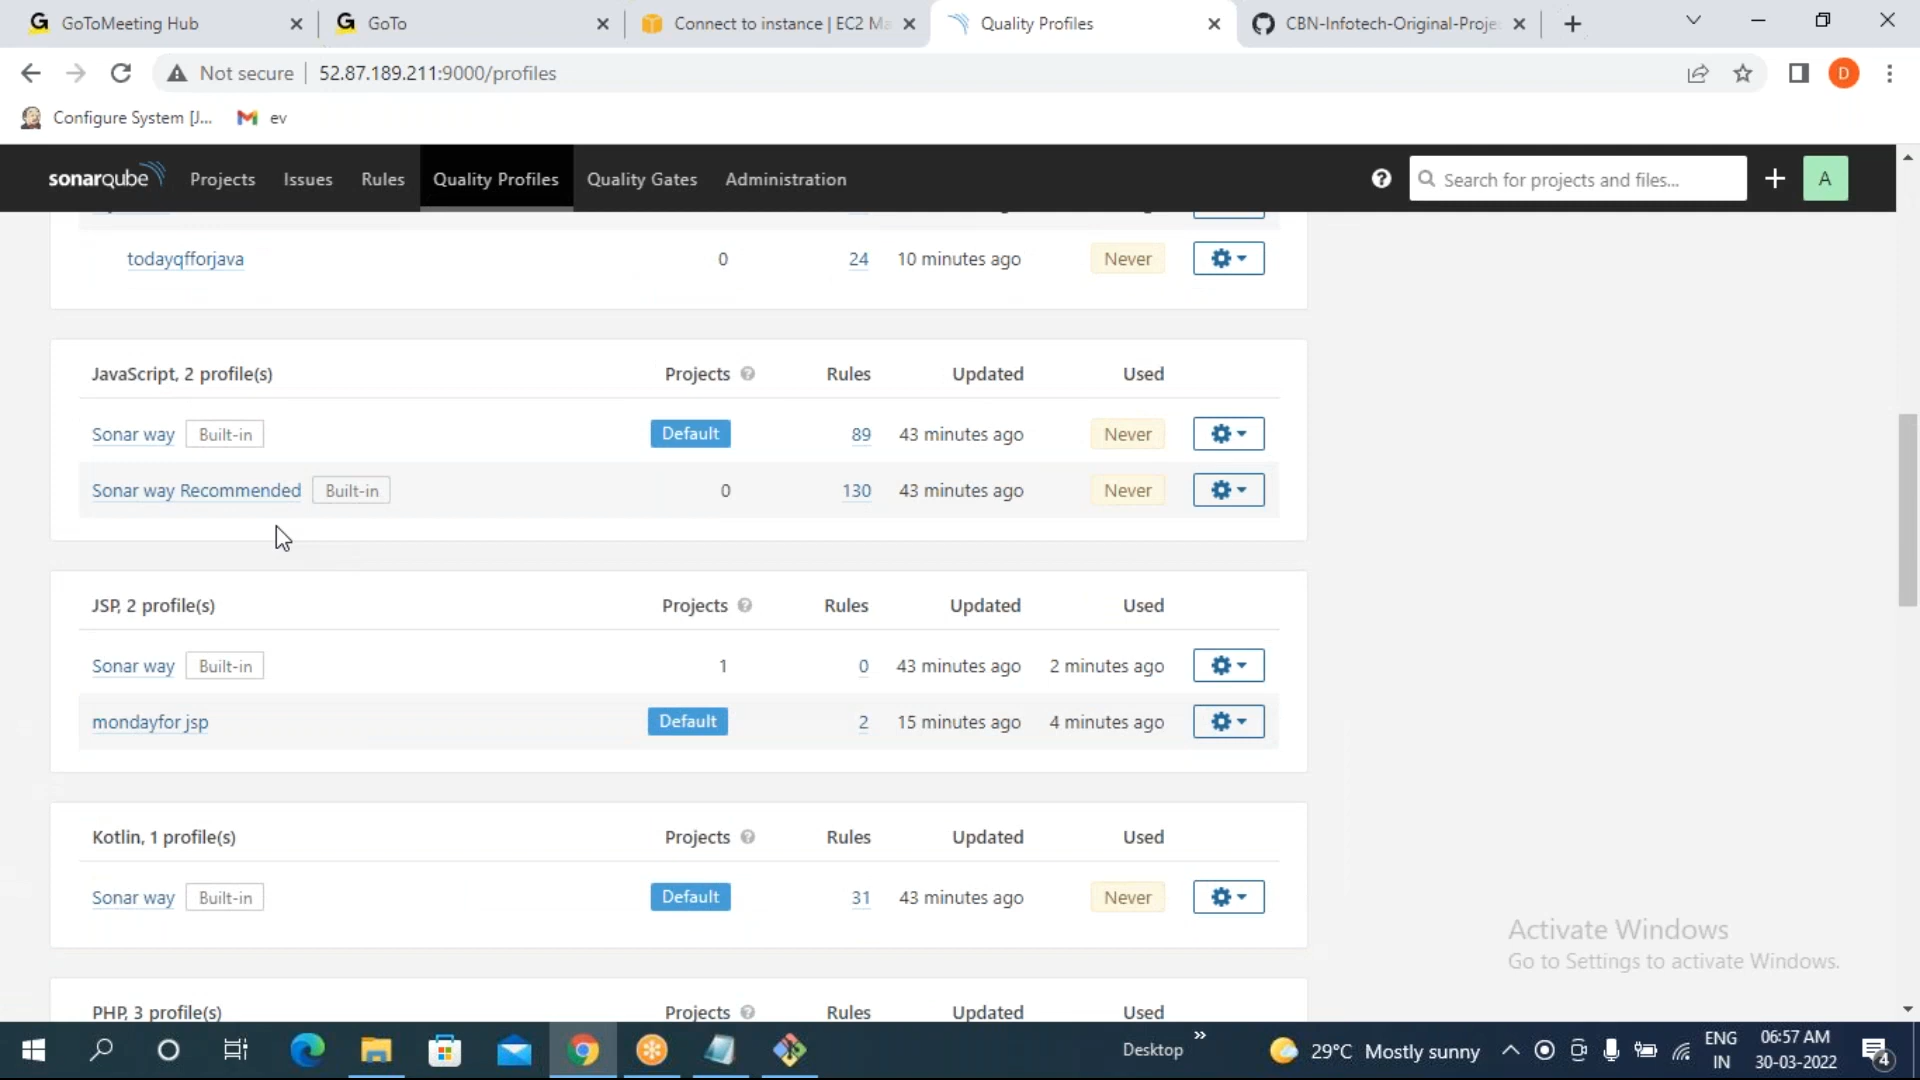 GoToMeeting Hub
GoTo
Connect to instance | EC2 Ma
Quality Profiles
CBN-Infotech-Original-Projec
Not secure
52.87.189.211:9000/profiles
D
Configure System [J...
ev
sonarqube
Projects
Issues
Rules
Quality Profiles
Quality Gates
Administration
Search for projects and files...
A
todayqfforjava 0 24 10 minutes ago Never
JavaScript, 2 profile(s) Projects Rules Updated Used
Sonar way Built-in Default 89 43 minutes ago Never
Sonar way Recommended Built-in 0 130 43 minutes ago Never
JSP, 2 profile(s) Projects Rules Updated Used
Sonar way Built-in 1 0 43 minutes ago 2 minutes ago
mondayfor jsp Default 2 15 minutes ago 4 minutes ago
Kotlin, 1 profile(s) Projects Rules Updated Used
Sonar way Built-in Default 31 43 minutes ago Never
Activate Windows
Go to Settings to activate Windows.
PHP, 3 profile(s) Projects Rules Updated Used
Desktop
29°C Mostly sunny
ENG
IN
06:57 AM
30-03-2022
4